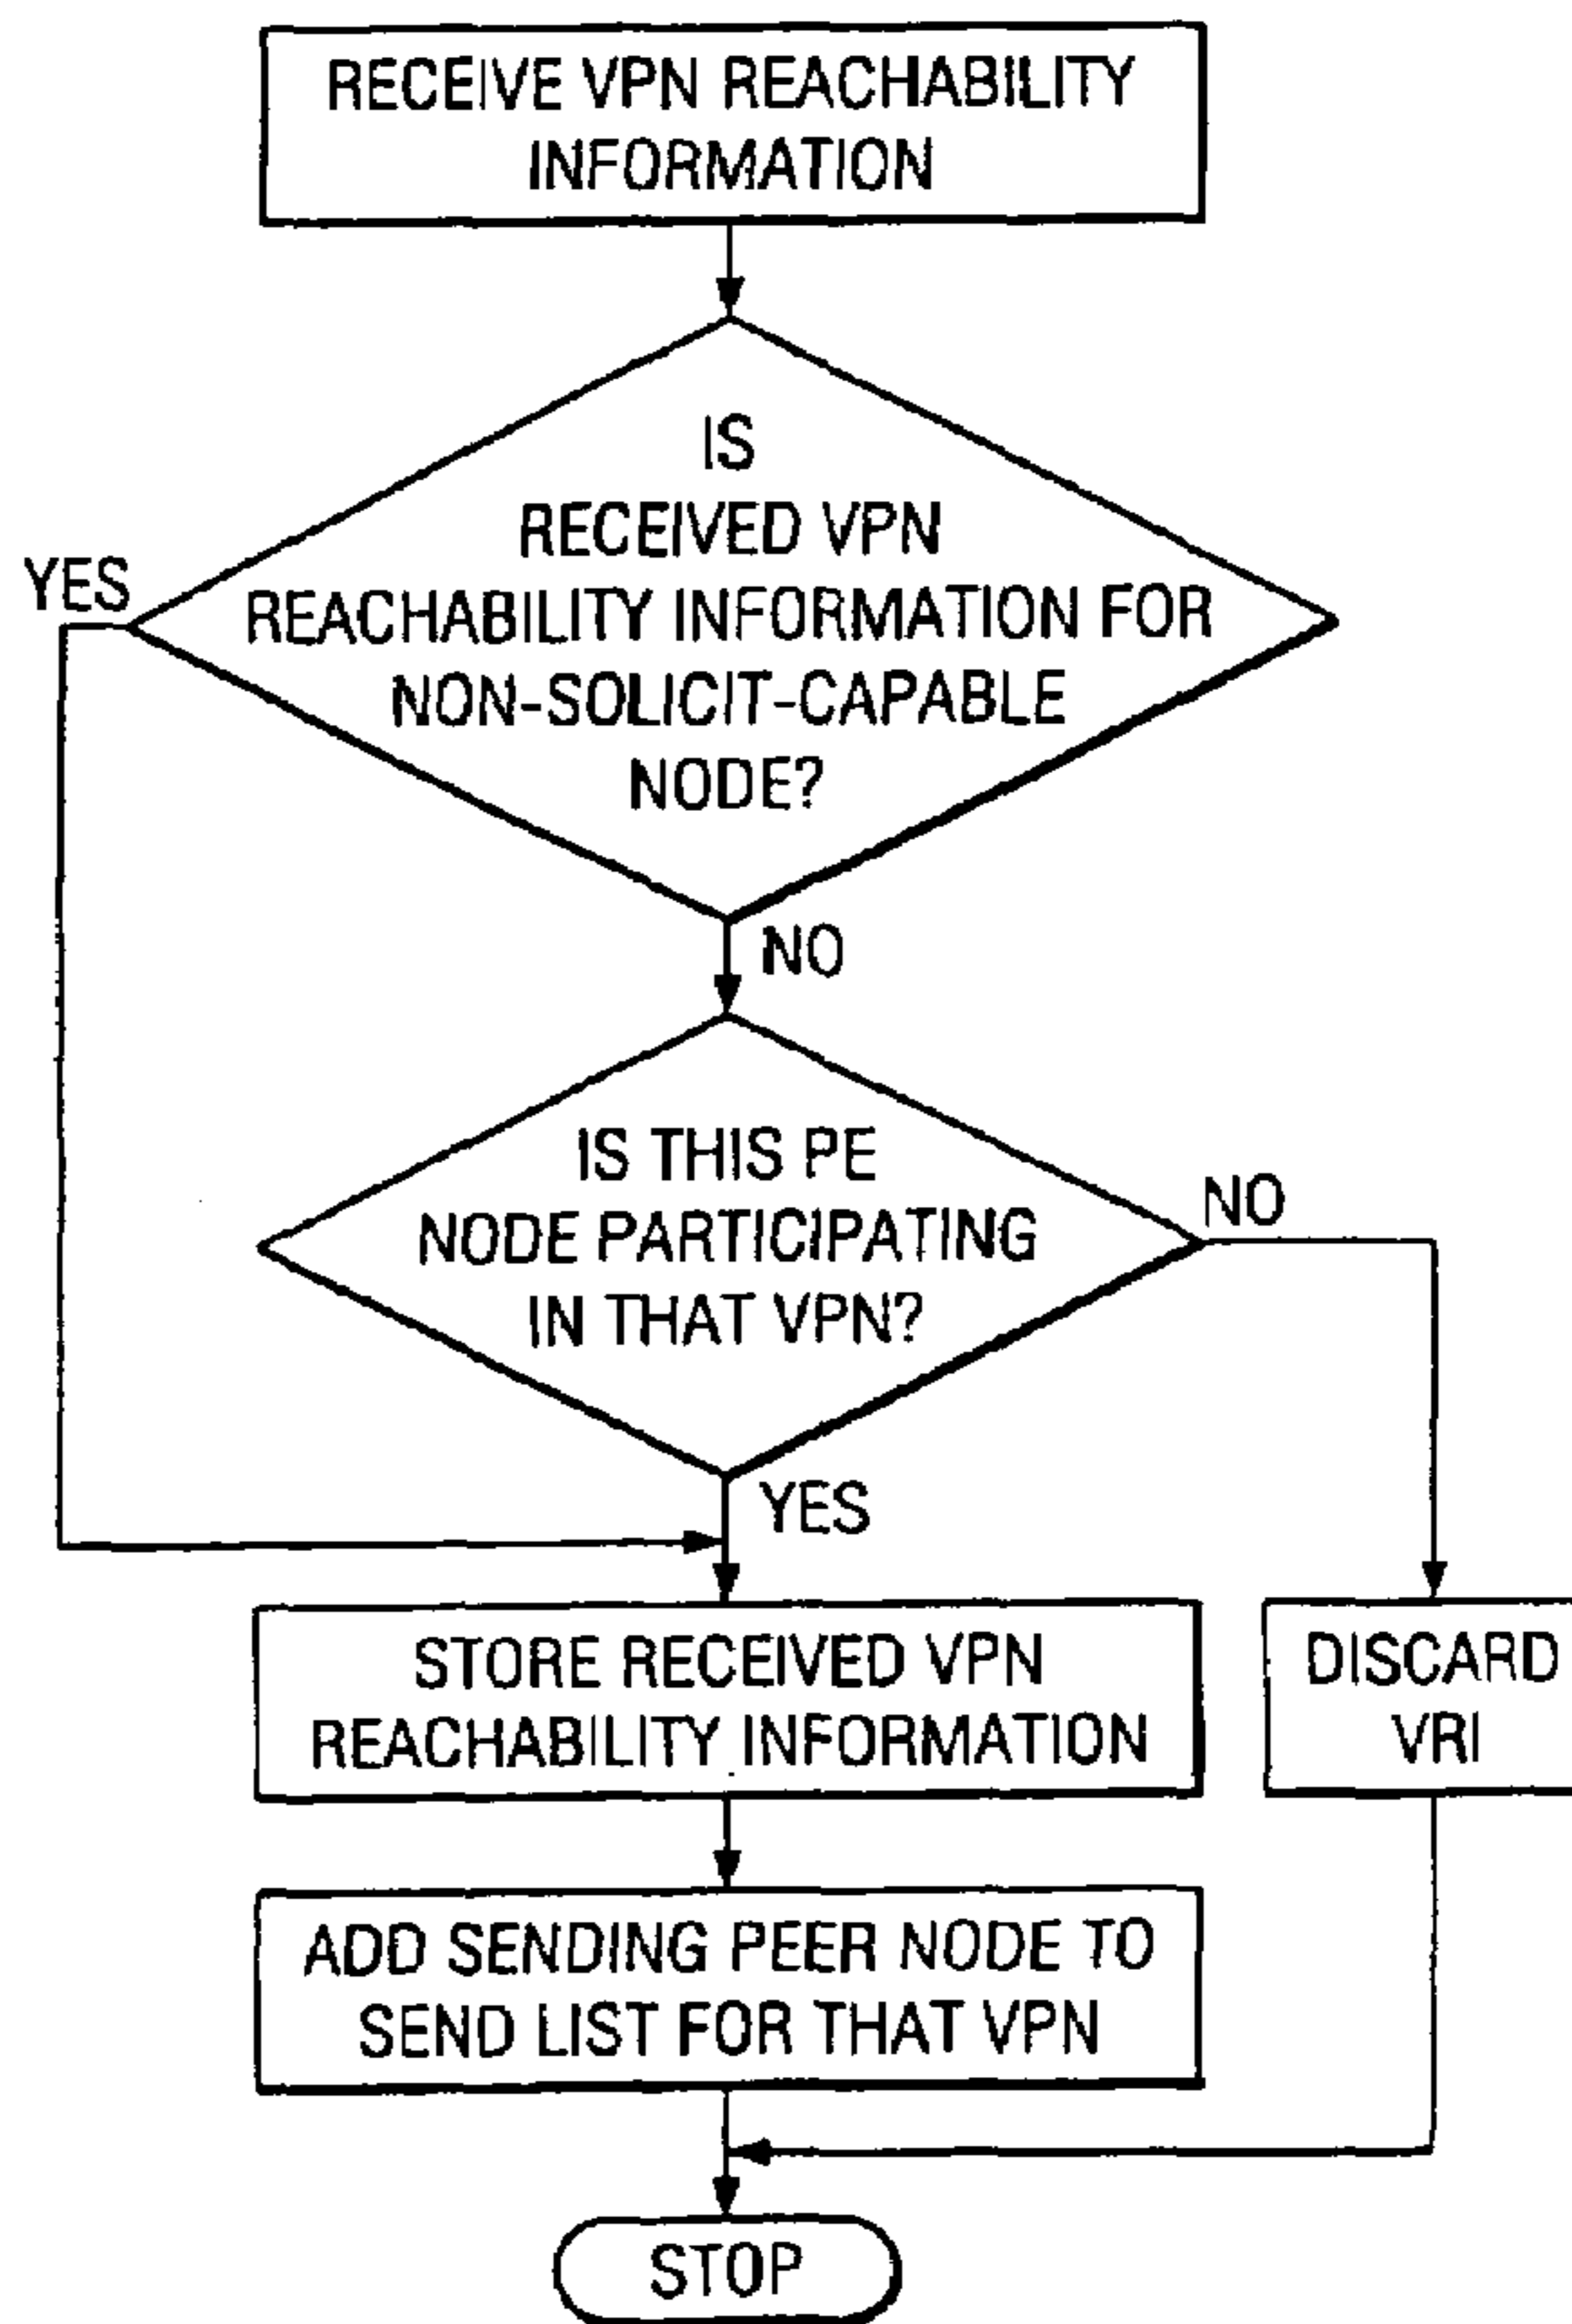 RECEIVE VPN REACHABILITY
INFORMATION
IS
RECEIVED VPN
REACHABILITY INFORMATION FOR
NON-SOLICIT-CAPABLE
NODE?
YES
NO
IS THIS PE
NODE PARTICIPATING
IN THAT VPN?
NO
YES
STORE RECEIVED VPN
REACHABILITY INFORMATION
DISCARD
VRI
ADD SENDING PEER NODE TO
SEND LIST FOR THAT VPN
STOP